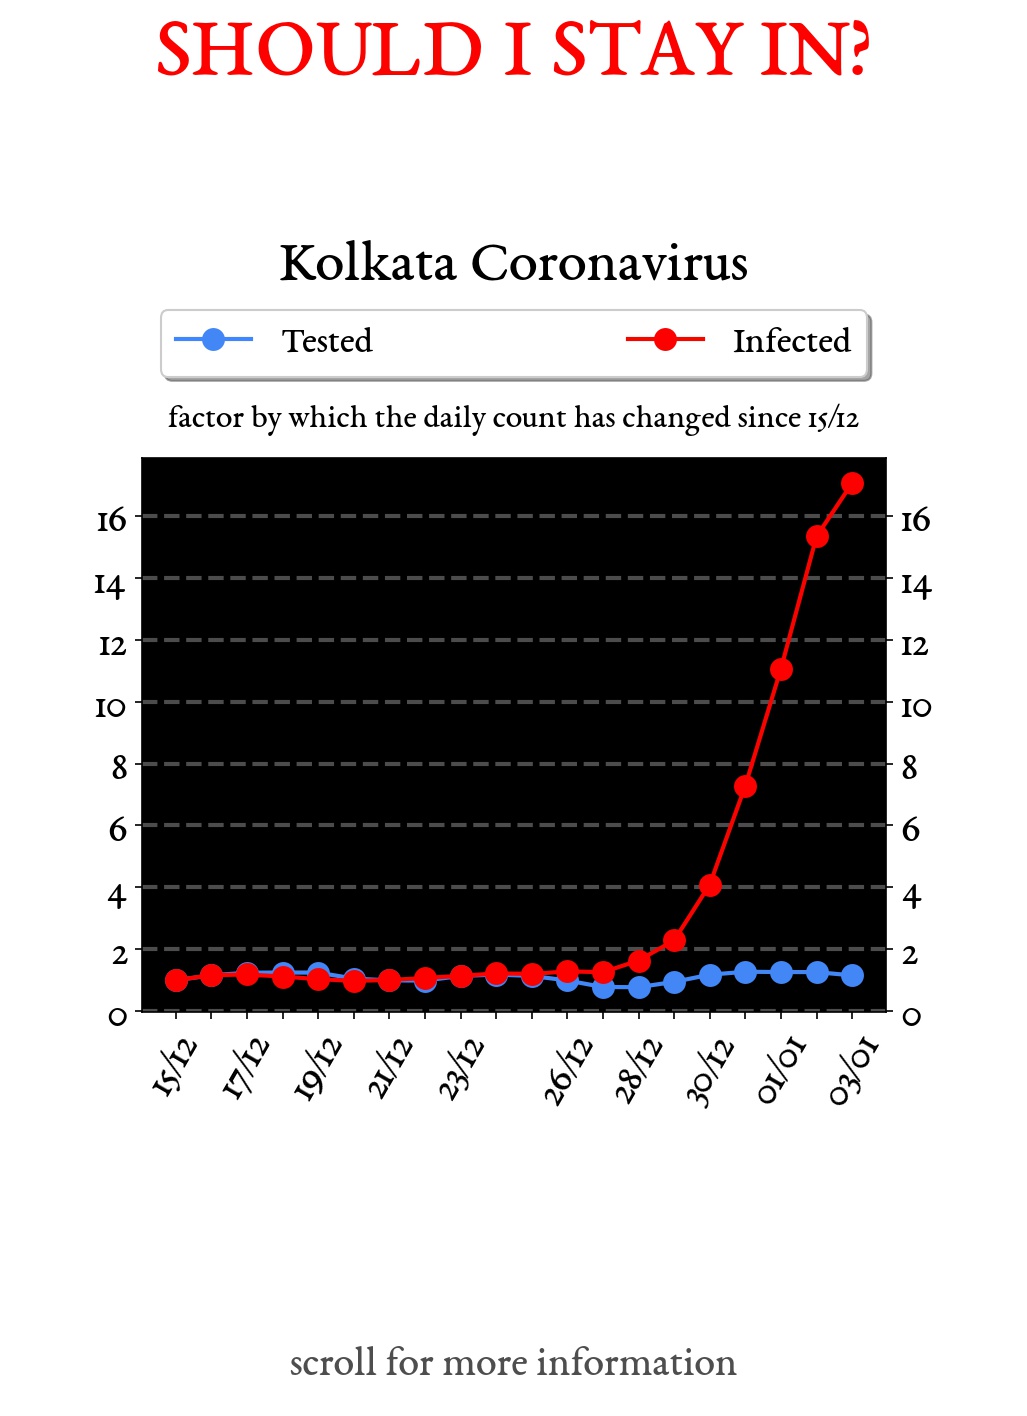 SHOULD I STAY IN?
Kolkata Coronavirus
Tested Infected
factor by which the daily count has changed since 15/12
16 16
14 14
12 12
10 10
8 8
6 6
4 4
2 2
0 0
15/12 17/12 19/12 21/12 23/12 26/12 28/12 30/12 01/01 03/01
scroll for more information